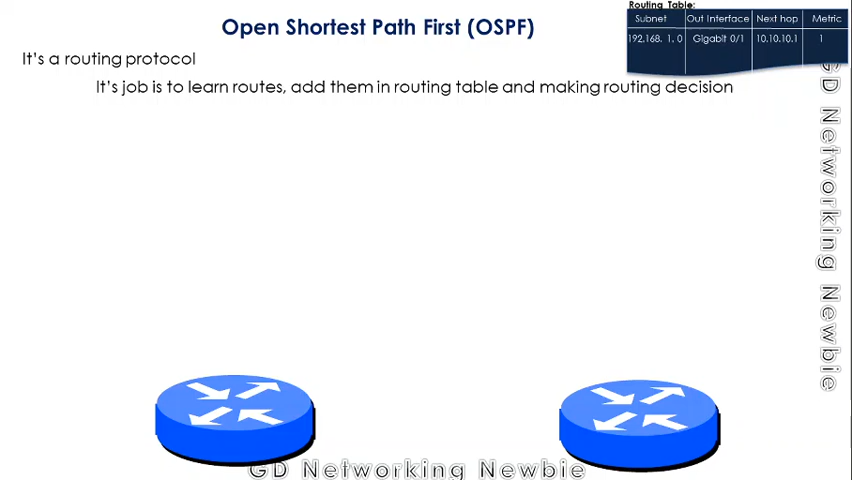 Open Shortest Path First (OSPF)
Routing Table:
Subnet Out Interface Next hop Metric
192.168. 1. 0 Gigabit 0/1 10.10.10.1 1
It's a routing protocol
It's job is to learn routes, add them in routing table and making routing decision
GD Networking Newbie
GD Networking Newbie